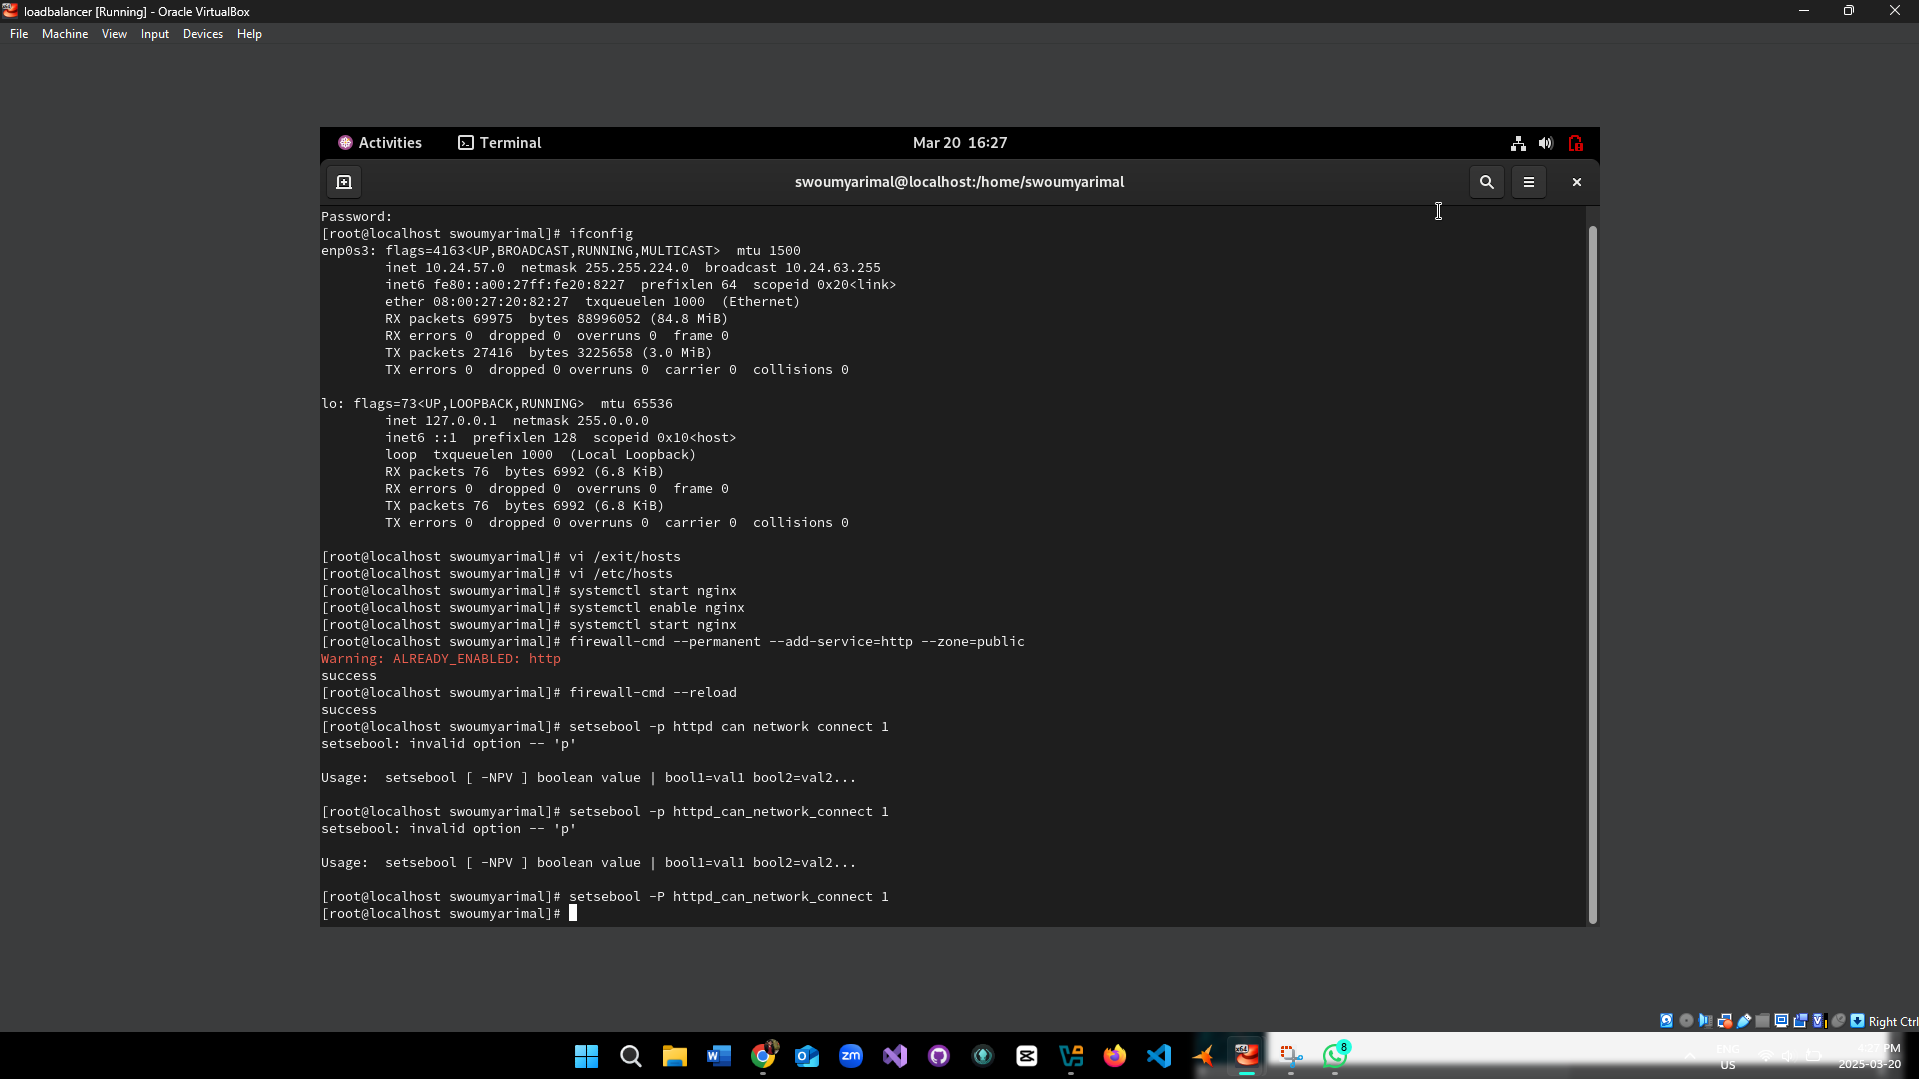 loadbalancer [Running] - Oracle VirtualBox
File Machine View Input Devices Help
Activities Terminal Mar 20 16:27
swoumyarimal@localhost:/home/swoumyarimal
Password:
[root@localhost swoumyarimal]# ifconfig
enp0s3: flags=4163<UP,BROADCAST,RUNNING,MULTICAST>  mtu 1500
        inet 10.24.57.0  netmask 255.255.224.0  broadcast 10.24.63.255
        inet6 fe80::a00:27ff:fe20:8227  prefixlen 64  scopeid 0x20<link>
        ether 08:00:27:20:82:27  txqueuelen 1000  (Ethernet)
        RX packets 69975  bytes 88996052 (84.8 MiB)
        RX errors 0  dropped 0  overruns 0  frame 0
        TX packets 27416  bytes 3225658 (3.0 MiB)
        TX errors 0  dropped 0 overruns 0  carrier 0  collisions 0
lo: flags=73<UP,LOOPBACK,RUNNING>  mtu 65536
        inet 127.0.0.1  netmask 255.0.0.0
        inet6 ::1  prefixlen 128  scopeid 0x10<host>
        loop  txqueuelen 1000  (Local Loopback)
        RX packets 76  bytes 6992 (6.8 KiB)
        RX errors 0  dropped 0  overruns 0  frame 0
        TX packets 76  bytes 6992 (6.8 KiB)
        TX errors 0  dropped 0 overruns 0  carrier 0  collisions 0
[root@localhost swoumyarimal]# vi /exit/hosts
[root@localhost swoumyarimal]# vi /etc/hosts
[root@localhost swoumyarimal]# systemctl start nginx
[root@localhost swoumyarimal]# systemctl enable nginx
[root@localhost swoumyarimal]# systemctl start nginx
[root@localhost swoumyarimal]# firewall-cmd --permanent --add-service=http --zone=public
Warning: ALREADY_ENABLED: http
success
[root@localhost swoumyarimal]# firewall-cmd --reload
success
[root@localhost swoumyarimal]# setsebool -p httpd can network connect 1
setsebool: invalid option -- 'p'
Usage:  setsebool [ -NPV ] boolean value | bool1=val1 bool2=val2...
[root@localhost swoumyarimal]# setsebool -p httpd_can_network_connect 1
setsebool: invalid option -- 'p'
Usage:  setsebool [ -NPV ] boolean value | bool1=val1 bool2=val2...
[root@localhost swoumyarimal]# setsebool -P httpd_can_network_connect 1
[root@localhost swoumyarimal]#
Right Ctrl
zm
8
ENG
US
PM
2025-03-20